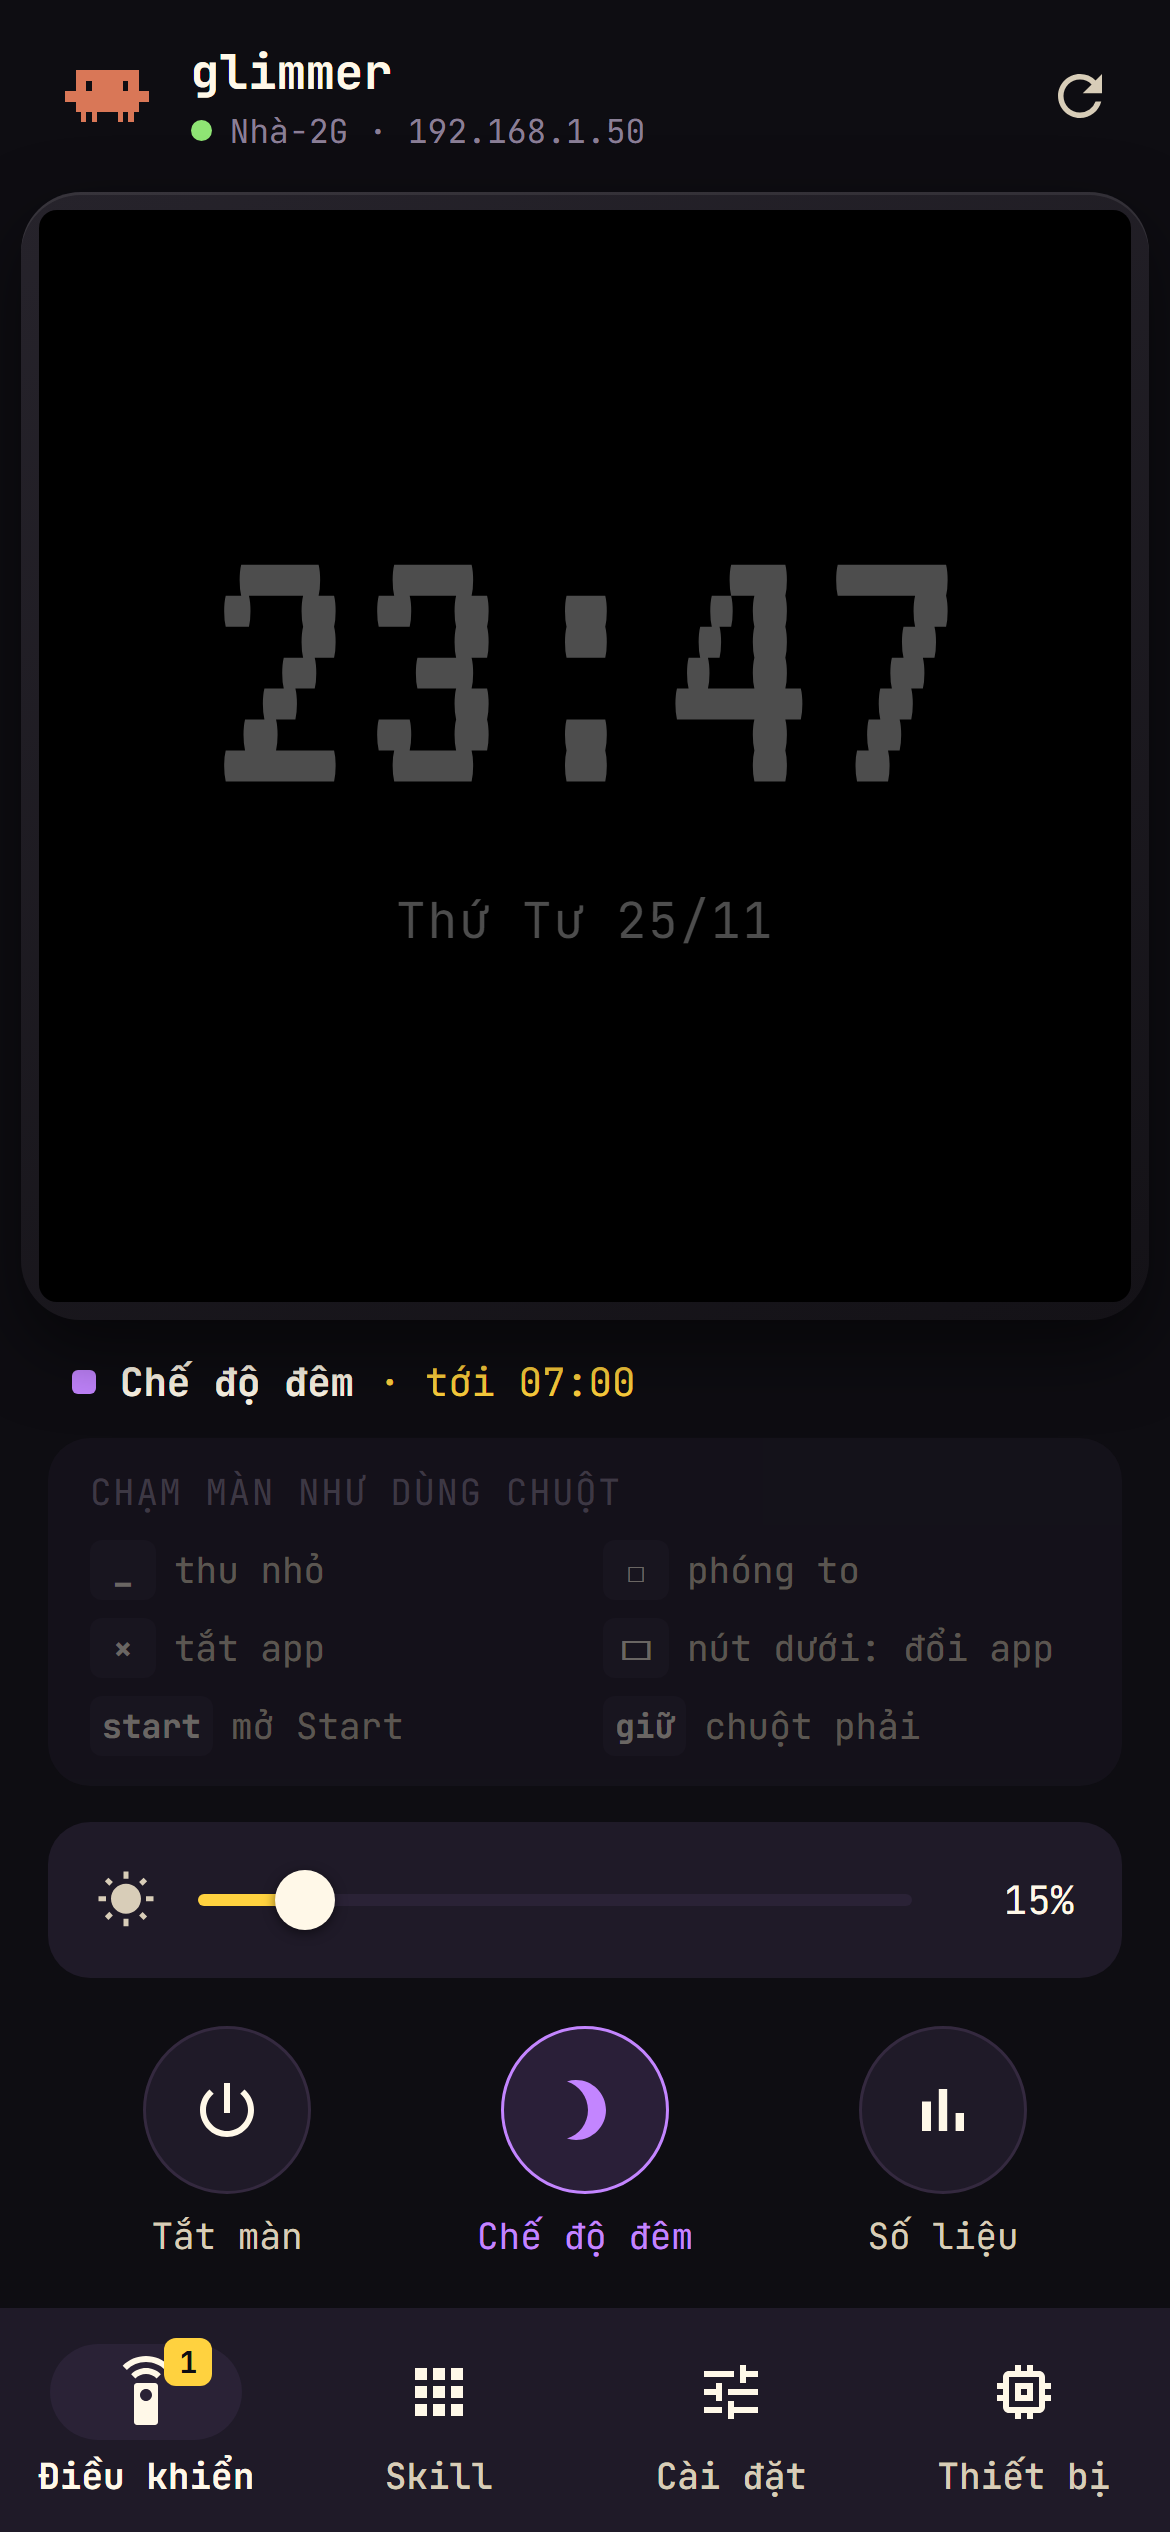 glimmer
Nhà-2G · 192.168.1.50
23:47
Thứ Tư 25/11
Chế độ đêm · tới 07:00
CHẠM MÀN NHƯ DÙNG CHUỘT
_ thu nhỏ □ phóng to
× tắt app ▭ nút dưới: đổi app
start mở Start giữ chuột phải
15%
Tắt màn Chế độ đêm Số liệu
1
Điều khiển Skill Cài đặt Thiết bị